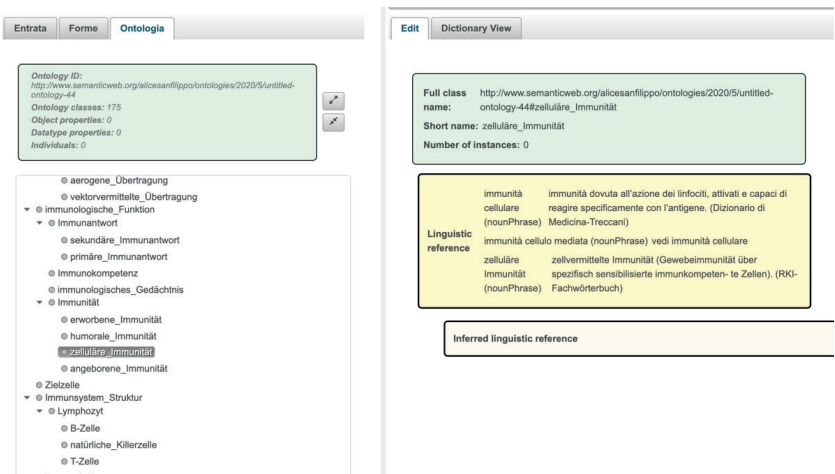 Entrata Forme Ontologia
Ontology ID:
http://www.semanticweb.org/alicesanfilippo/ontologies/2020/5/untitled-
ontology-44
Ontology classes: 175
Object properties: 0
Datatype properties: 0
Individuals: 0
aerogene_Übertragung
vektorvermittelte_Übertragung
immunologische_Funktion
Immunantwort
sekundäre_Immunantwort
primäre_Immunantwort
Immunokompetenz
immunologisches_Gedächtnis
Immunität
erworbene_Immunität
humorale_Immunität
zelluläre_Immunität
angeborene_Immunität
Zielzelle
Immunsystem_Struktur
Lymphozyt
B-Zelle
natürliche_Killerzelle
T-Zelle
Edit Dictionary View
Full class http://www.semanticweb.org/alicesanfilippo/ontologies/2020/5/untitled-
name: ontology-44#zelluläre_Immunität
Short name: zelluläre_Immunität
Number of instances: 0
Linguistic
reference
immunità immunità dovuta all'azione dei linfociti, attivati e capaci di
cellulare reagire specificamente con l'antigene. (Dizionario di
(nounPhrase) Medicina-Treccani)
immunità cellulo mediata (nounPhrase) vedi immunità cellulare
zelluläre zellvermittelte Immunität (Gewebeimmunität über
Immunität spezifisch sensibilisierte immunkompeten- te Zellen). (RKI-
(nounPhrase) Fachwörterbuch)
Inferred linguistic reference